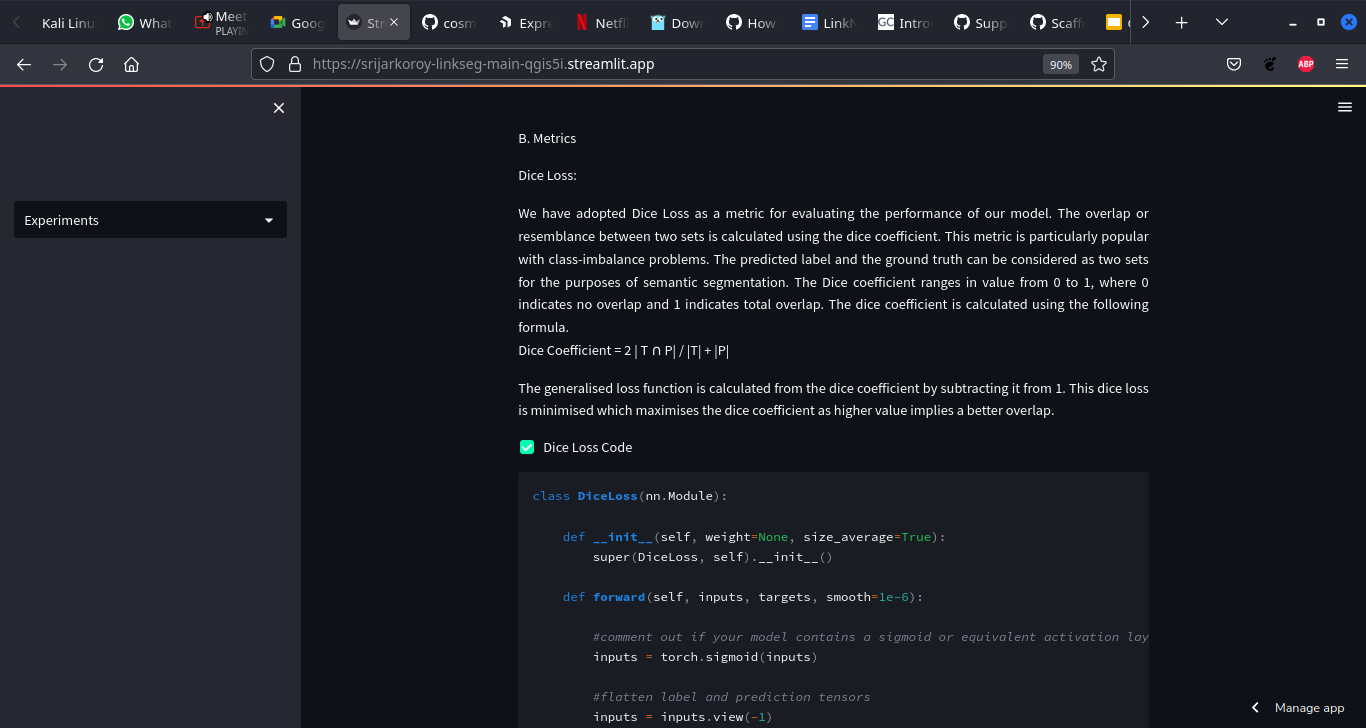 Kali Linu
What
Meet
PLAYIN
Goog
Str
cosm
Expre
Netfli
Dow
How
LinkN
GC
Intro
Supp
Scaff
https://srijarkoroy-linkseg-main-qgis5i.streamlit.app
90%
ABP
Experiments
B. Metrics
Dice Loss:
We have adopted Dice Loss as a metric for evaluating the performance of our model. The overlap or
resemblance between two sets is calculated using the dice coefficient. This metric is particularly popular
with class-imbalance problems. The predicted label and the ground truth can be considered as two sets
for the purposes of semantic segmentation. The Dice coefficient ranges in value from 0 to 1, where 0
indicates no overlap and 1 indicates total overlap. The dice coefficient is calculated using the following
formula.
Dice Coefficient = 2 | T ∩ P| / |T| + |P|
The generalised loss function is calculated from the dice coefficient by subtracting it from 1. This dice loss
is minimised which maximises the dice coefficient as higher value implies a better overlap.
Dice Loss Code
class DiceLoss(nn.Module):
def __init__(self, weight=None, size_average=True):
super(DiceLoss, self).__init__()
def forward(self, inputs, targets, smooth=1e-6):
#comment out if your model contains a sigmoid or equivalent activation lay
inputs = torch.sigmoid(inputs)
#flatten label and prediction tensors
inputs = inputs.view(-1)
Manage app